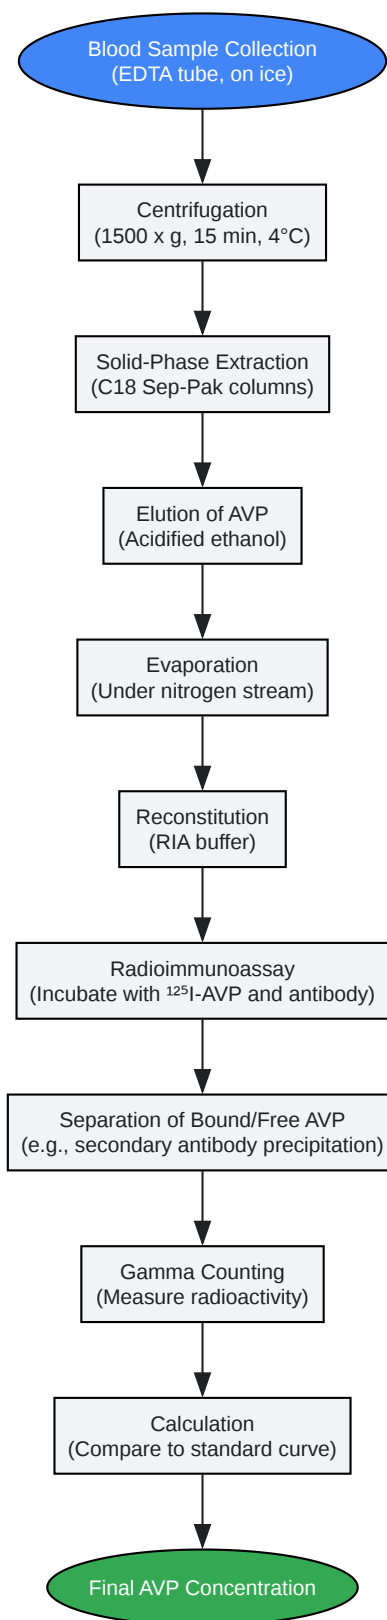 Blood Sample Collection
(EDTA tube, on ice)
Centrifugation
(1500 x g, 15 min, 4°C)
Solid-Phase Extraction
(C18 Sep-Pak columns)
Elution of AVP
(Acidified ethanol)
Evaporation
(Under nitrogen stream)
Reconstitution
(RIA buffer)
Radioimmunoassay
(Incubate with ¹²⁵I-AVP and antibody)
Separation of Bound/Free AVP
(e.g., secondary antibody precipitation)
Gamma Counting
(Measure radioactivity)
Calculation
(Compare to standard curve)
Final AVP Concentration